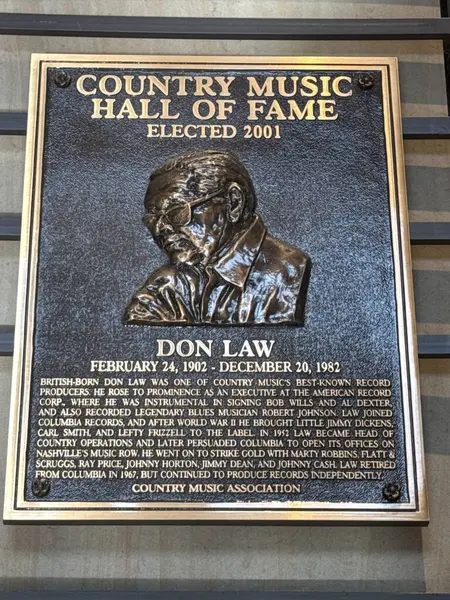 COUNTRY MUSIC
HALL OF FAME
ELECTED 2001
DON LAW
FEBRUARY 24, 1902 - DECEMBER 20, 1982
BRITISH-BORN DON LAW WAS ONE OF COUNTRY MUSIC'S BEST-KNOWN RECORD
PRODUCERS. HE ROSE TO PROMINENCE AS AN EXECUTIVE AT THE AMERICAN RECORD
CORP., WHERE HE WAS INSTRUMENTAL IN SIGNING BOB WILLS AND AL DEXTER,
AND ALSO RECORDED LEGENDARY BLUES MUSICIAN ROBERT JOHNSON. LAW JOINED
COLUMBIA RECORDS, AND AFTER WORLD WAR II HE BROUGHT LITTLE JIMMY DICKENS,
CARL SMITH, AND LEFTY FRIZZELL TO THE LABEL. IN 1952 LAW BECAME HEAD OF
COUNTRY OPERATIONS AND LATER PERSUADED COLUMBIA TO OPEN ITS OFFICES ON
NASHVILLE'S MUSIC ROW. HE WENT ON TO STRIKE GOLD WITH MARTY ROBBINS, FLATT &
SCRUGGS, RAY PRICE, JOHNNY HORTON, JIMMY DEAN, AND JOHNNY CASH. LAW RETIRED
FROM COLUMBIA IN 1967, BUT CONTINUED TO PRODUCE RECORDS INDEPENDENTLY.
COUNTRY MUSIC ASSOCIATION